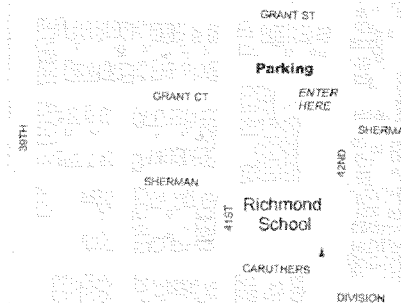 GRANT ST
Parking
GRANT CT
ENTER
HERE
39TH
SHERMA
42ND
SHERMAN
41ST
Richmond
School
CARUTHERS
DIVISION